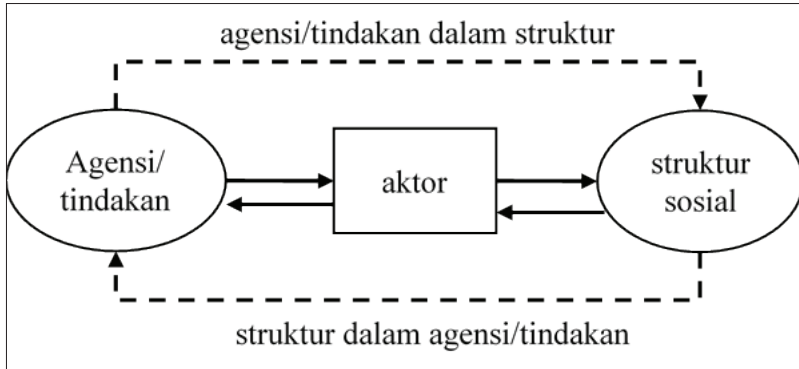 agensi/tindakan dalam struktur
Agensi/
tindakan
aktor
struktur
sosial
struktur dalam agensi/tindakan